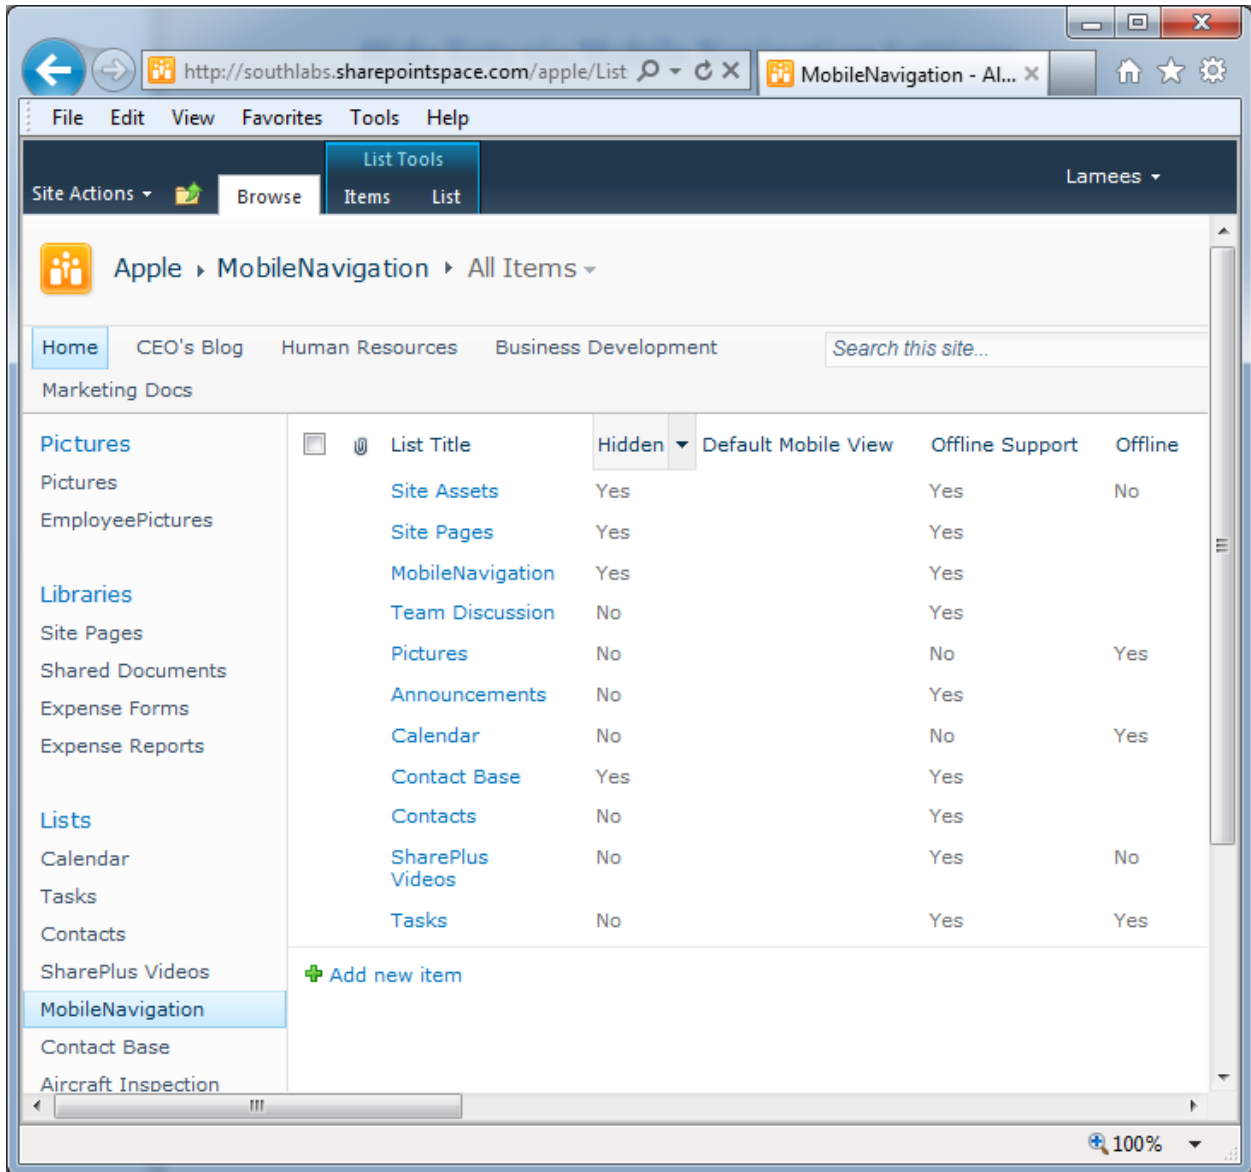 http://southlabs.sharepointspace.com/apple/List
MobileNavigation - Al...
File Edit View Favorites Tools Help
List Tools
Site Actions Browse Items List Lamees
Apple MobileNavigation All Items
Home CEO's Blog Human Resources Business Development Search this site...
Marketing Docs
Pictures
Pictures
EmployeePictures
Libraries
Site Pages
Shared Documents
Expense Forms
Expense Reports
Lists
Calendar
Tasks
Contacts
SharePlus Videos
MobileNavigation
Contact Base
Aircraft Inspection
List Title Hidden Default Mobile View Offline Support Offline
Site Assets Yes Yes No
Site Pages Yes Yes
MobileNavigation Yes Yes
Team Discussion No Yes
Pictures No No Yes
Announcements No Yes
Calendar No No Yes
Contact Base Yes Yes
Contacts No Yes
SharePlus No Yes No
Videos
Tasks No Yes Yes
Add new item
100%